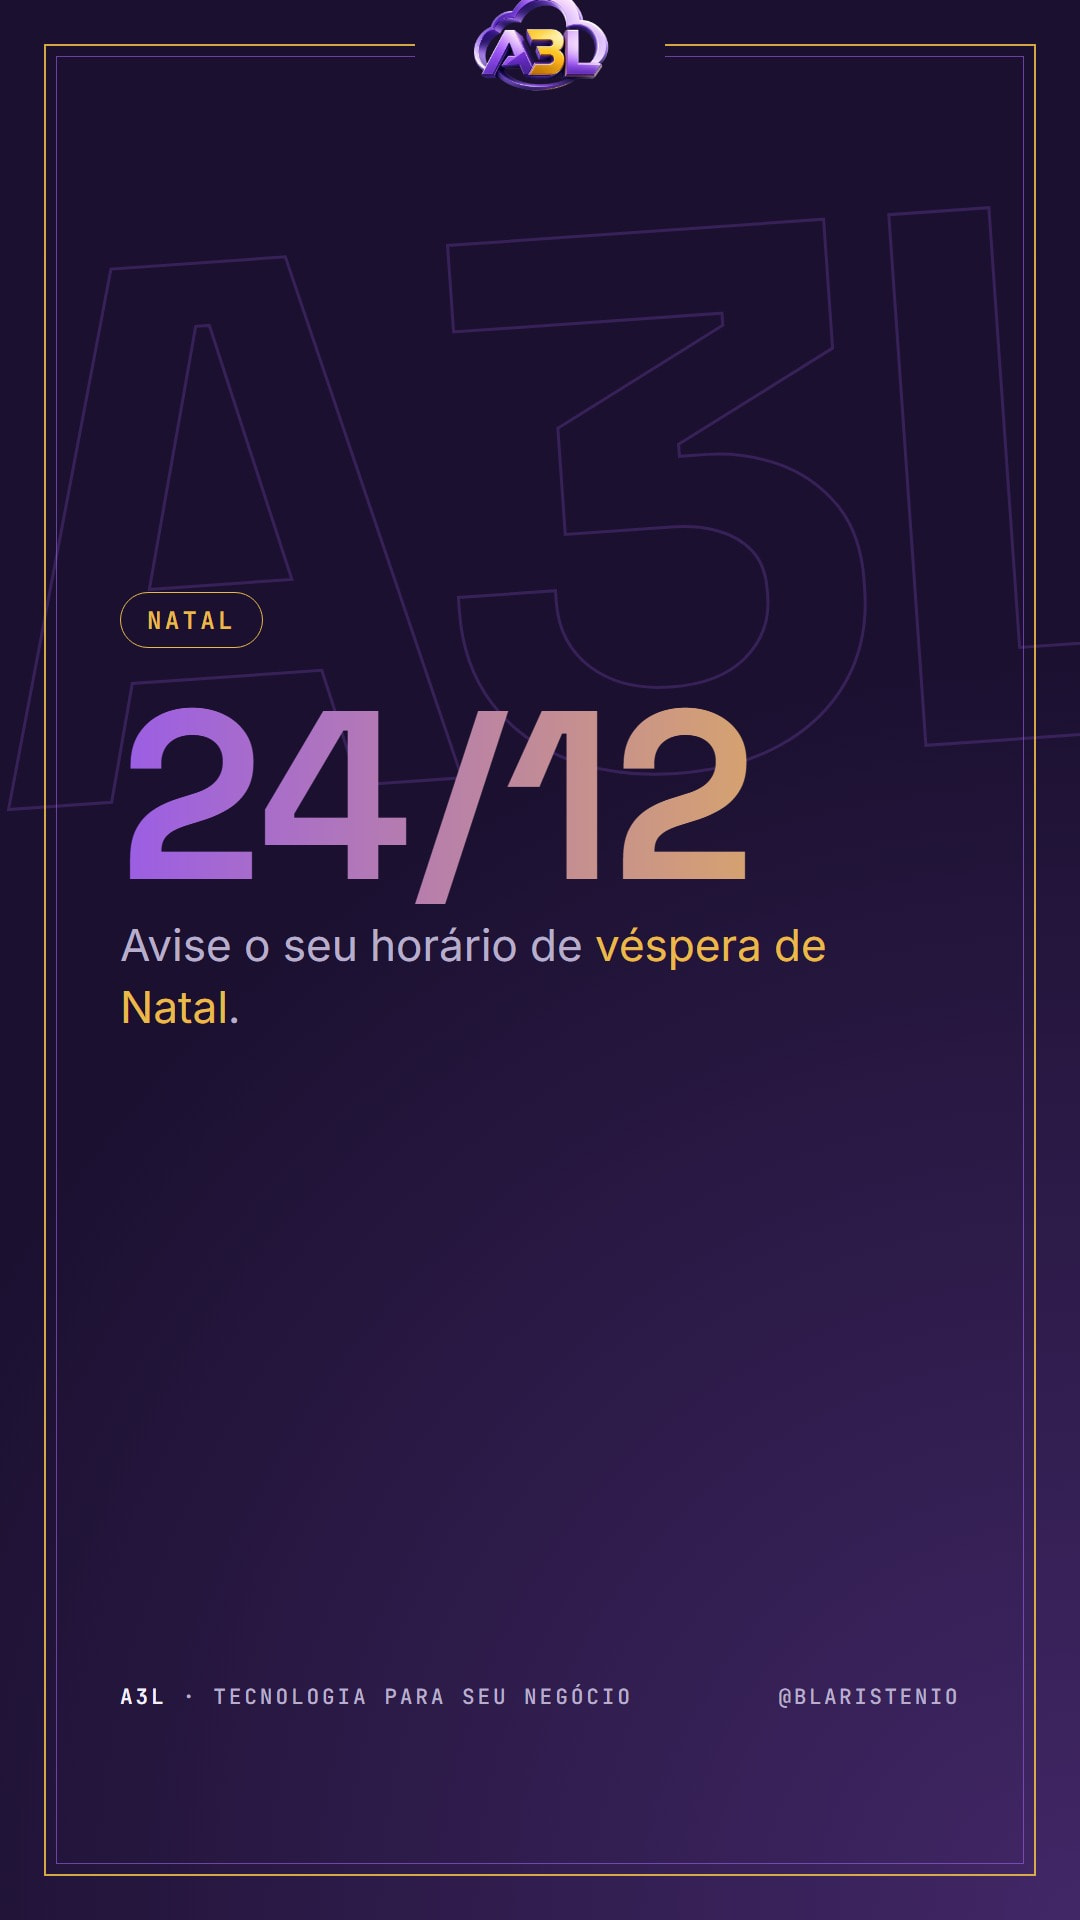 A3L
A3L
NATAL
24/12
Avise o seu horário de véspera de
Natal.
A3L · TECNOLOGIA PARA SEU NEGÓCIO @BLARISTENIO